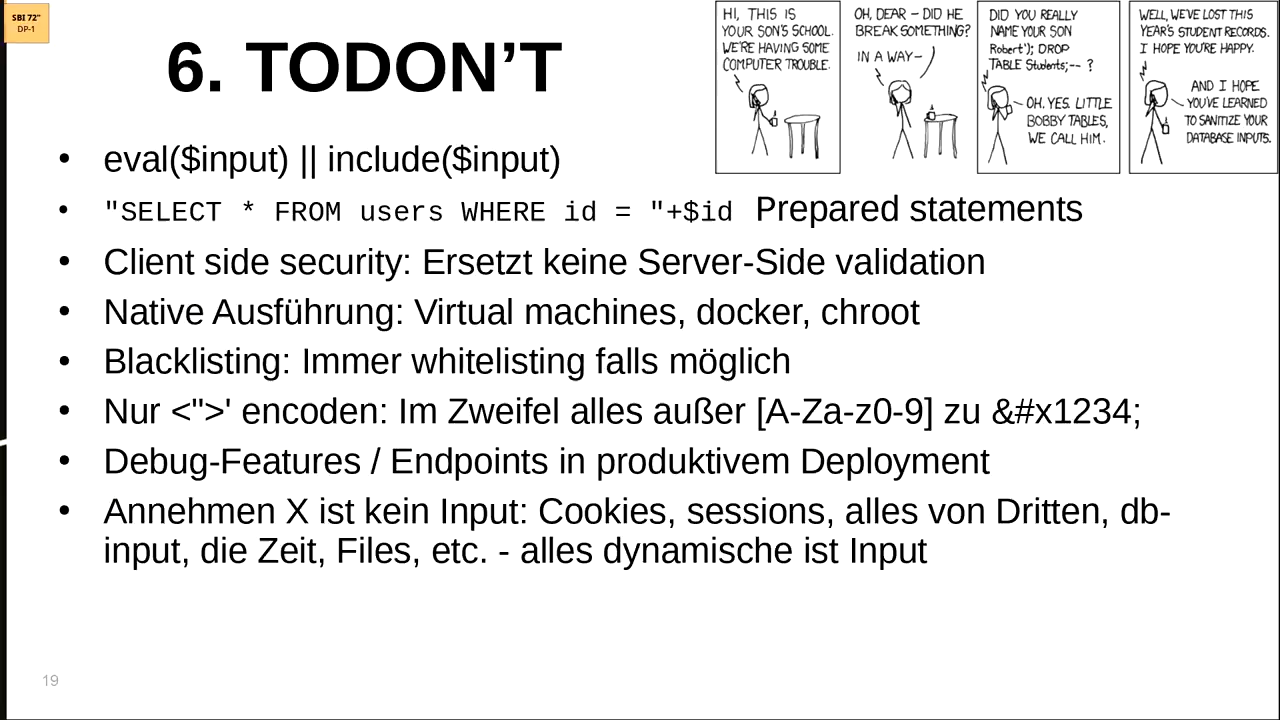 SBI 72"
DP-1
6. TODON’T
HI, THIS IS
YOUR SON'S SCHOOL.
WE'RE HAVING SOME
COMPUTER TROUBLE.
OH, DEAR – DID HE
BREAK SOMETHING?
IN A WAY–
DID YOU REALLY
NAME YOUR SON
Robert'); DROP
TABLE Students;-- ?
OH. YES. LITTLE
BOBBY TABLES,
WE CALL HIM.
WELL, WE'VE LOST THIS
YEAR'S STUDENT RECORDS.
I HOPE YOU'RE HAPPY.
AND I HOPE
YOU'VE LEARNED
TO SANITIZE YOUR
DATABASE INPUTS.
• eval($input) || include($input)
• "SELECT * FROM users WHERE id = "+$id Prepared statements
• Client side security: Ersetzt keine Server-Side validation
• Native Ausführung: Virtual machines, docker, chroot
• Blacklisting: Immer whitelisting falls möglich
• Nur <">' encoden: Im Zweifel alles außer [A-Za-z0-9] zu &#x1234;
• Debug-Features / Endpoints in produktivem Deployment
• Annehmen X ist kein Input: Cookies, sessions, alles von Dritten, db-
input, die Zeit, Files, etc. - alles dynamische ist Input
19